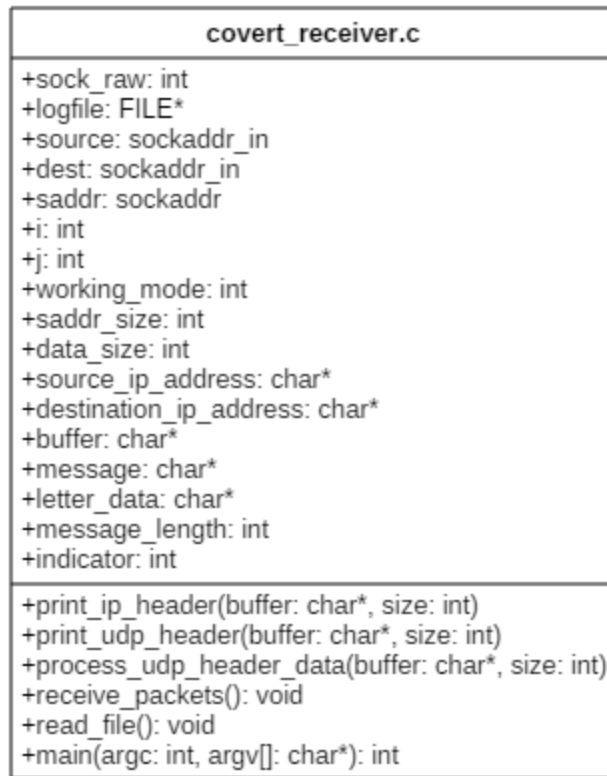 covert_receiver.c
+sock_raw: int
+logfile: FILE*
+source: sockaddr_in
+dest: sockaddr_in
+saddr: sockaddr
+i: int
+j: int
+working_mode: int
+saddr_size: int
+data_size: int
+source_ip_address: char*
+destination_ip_address: char*
+buffer: char*
+message: char*
+letter_data: char*
+message_length: int
+indicator: int
+print_ip_header(buffer: char*, size: int)
+print_udp_header(buffer: char*, size: int)
+process_udp_header_data(buffer: char*, size: int)
+receive_packets(): void
+read_file(): void
+main(argc: int, argv[]: char*): int